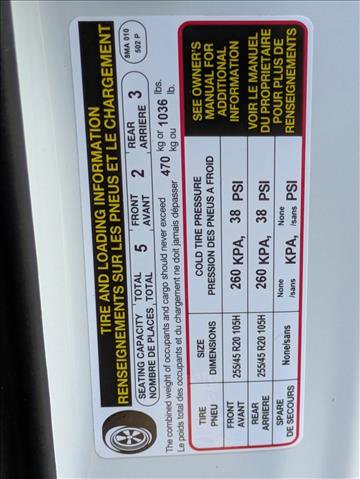 TIRE AND LOADING INFORMATION
RENSEIGNEMENTS SUR LES PNEUS ET LE CHARGEMENT
8MA 010
502 P
SEATING CAPACITY TOTAL 5 FRONT 2 REAR 3
NOMBRE DE PLACES TOTAL AVANT ARRIERE
The combined weight of occupants and cargo should never exceed 470 kg or 1036 lbs.
Le poids total des occupants et du chargement ne doit jamais dépasser kg ou lb.
TIRE SIZE COLD TIRE PRESSURE
PNEU DIMENSIONS PRESSION DES PNEUS A FROID
FRONT 255/45 R20 105H 260 KPA, 38 PSI
AVANT
REAR 255/45 R20 105H 260 KPA, 38 PSI
ARRIERE
SPARE None/sans None KPA, None PSI
DE SECOURS /sans /sans
SEE OWNER'S
MANUAL FOR
ADDITIONAL
INFORMATION
VOIR LE MANUEL
DU PROPRIETAIRE
POUR PLUS DE
RENSEIGNEMENTS